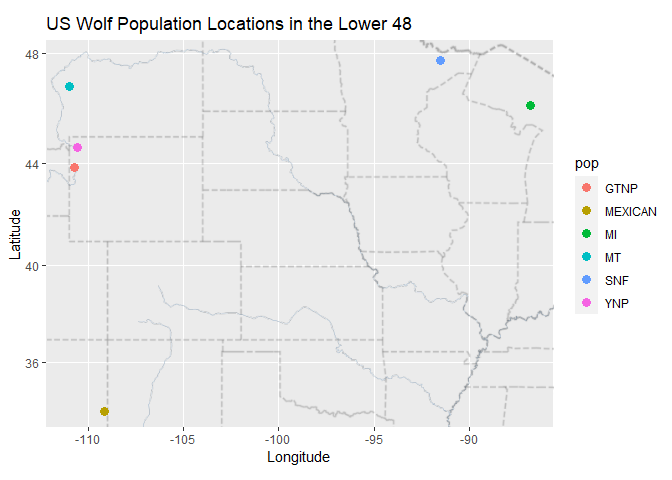 US Wolf Population Locations in the Lower 48
48
44
40
36
Latitude
-110 -105 -100 -95 -90
Longitude
pop
GTNP
MEXICAN
MI
MT
SNF
YNP